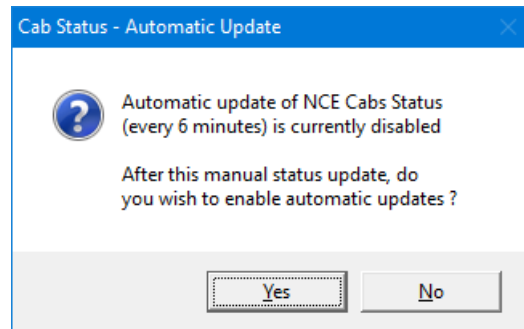 Cab Status - Automatic Update
Automatic update of NCE Cabs Status
(every 6 minutes) is currently disabled
After this manual status update, do
you wish to enable automatic updates ?
Yes
No